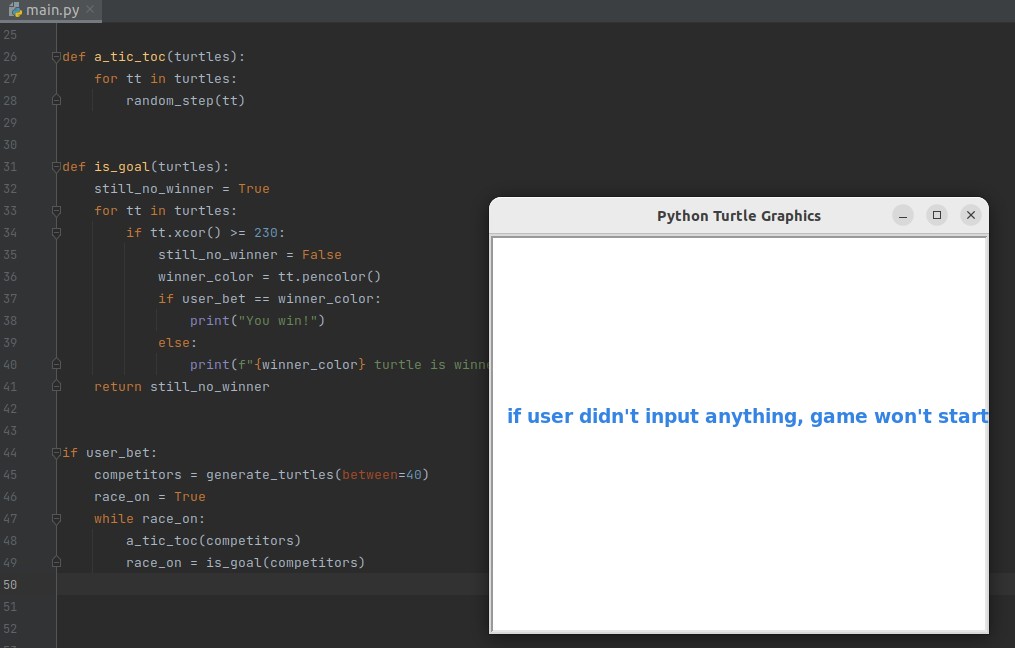 main.py
25
26 def a_tic_toc(turtles):
27 for tt in turtles:
28 random_step(tt)
29
30
31 def is_goal(turtles):
32 still_no_winner = True
33 for tt in turtles:
34 if tt.xcor() >= 230:
35 still_no_winner = False
36 winner_color = tt.pencolor()
37 if user_bet == winner_color:
38 print("You win!")
39 else:
40 print(f"{winner_color} turtle is winn
41 return still_no_winner
42
43
44 if user_bet:
45 competitors = generate_turtles(between=40)
46 race_on = True
47 while race_on:
48 a_tic_toc(competitors)
49 race_on = is_goal(competitors)
50
51
52
Python Turtle Graphics
if user didn't input anything, game won't start